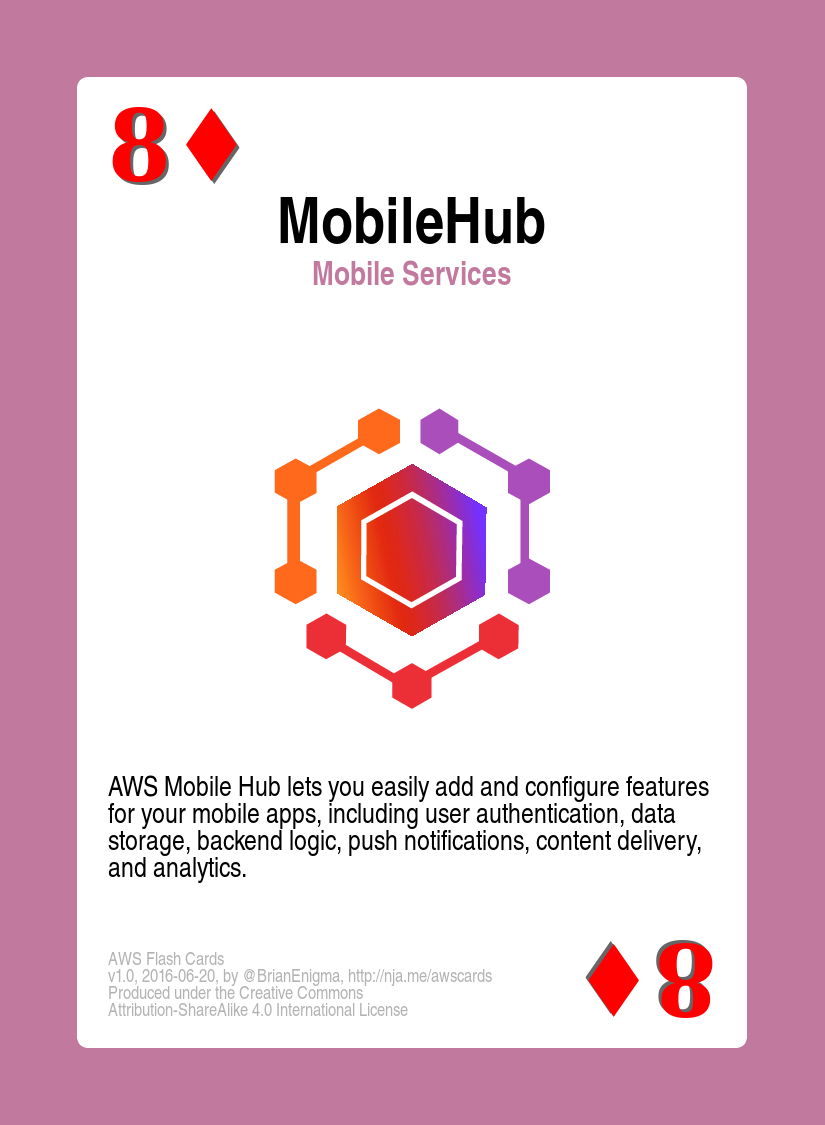 8♦
MobileHub
Mobile Services
AWS Mobile Hub lets you easily add and configure features
for your mobile apps, including user authentication, data
storage, backend logic, push notifications, content delivery,
and analytics.
AWS Flash Cards
v1.0, 2016-06-20, by @BrianEnigma, http://nja.me/awscards
Produced under the Creative Commons
Attribution-ShareAlike 4.0 International License
8♦